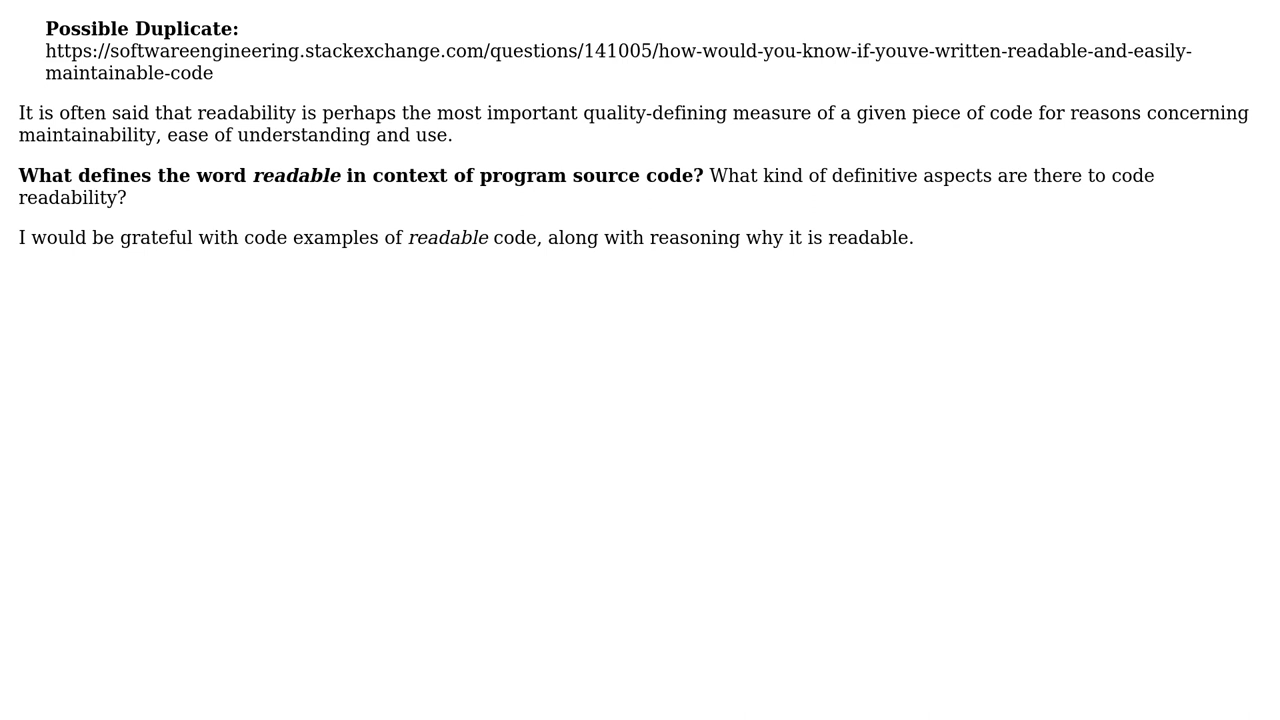 Possible Duplicate:
https://softwareengineering.stackexchange.com/questions/141005/how-would-you-know-if-youve-written-readable-and-easily-
maintainable-code
It is often said that readability is perhaps the most important quality-defining measure of a given piece of code for reasons concerning
maintainability, ease of understanding and use.
What defines the word readable in context of program source code? What kind of definitive aspects are there to code
readability?
I would be grateful with code examples of readable code, along with reasoning why it is readable.